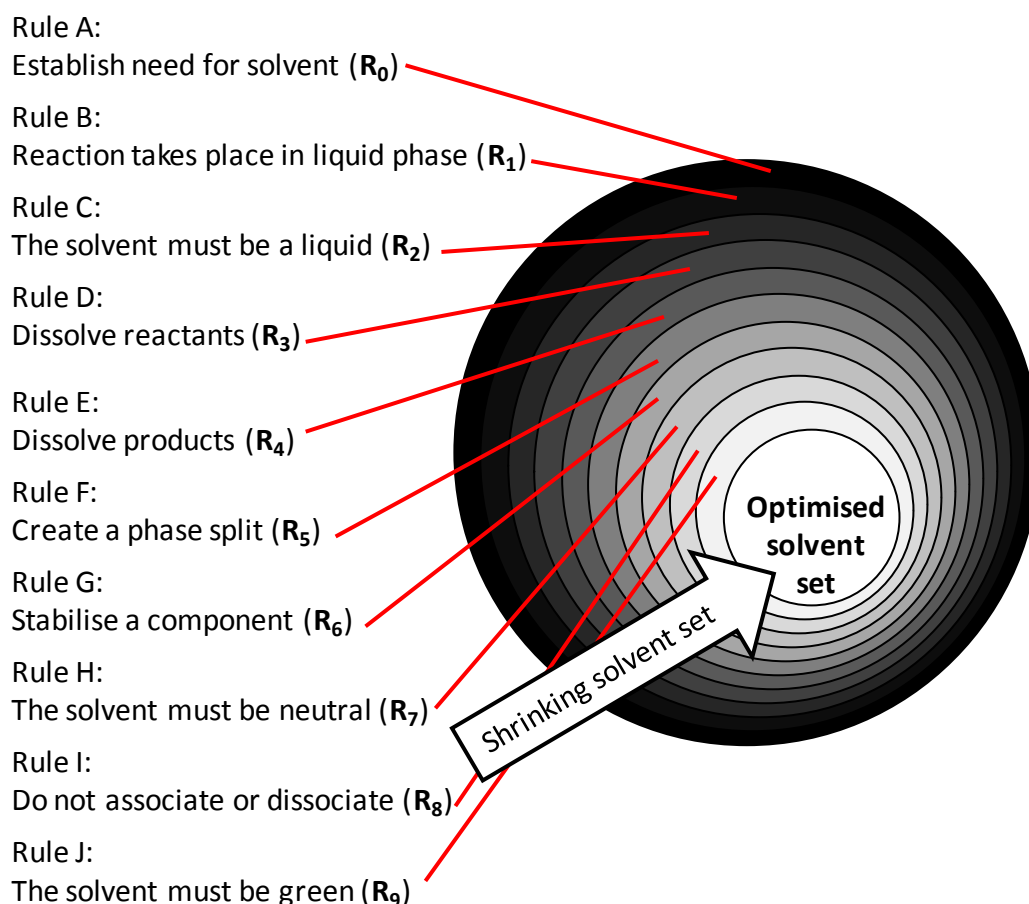 Rule A:
Establish need for solvent (R₀)
Rule B:
Reaction takes place in liquid phase (R₁)
Rule C:
The solvent must be a liquid (R₂)
Rule D:
Dissolve reactants (R₃)
Rule E:
Dissolve products (R₄)
Rule F:
Create a phase split (R₅)
Rule G:
Stabilise a component (R₆)
Rule H:
The solvent must be neutral (R₇)
Rule I:
Do not associate or dissociate (R₈)
Rule J:
The solvent must be green (R₉)
Optimised
solvent
set
Shrinking solvent set